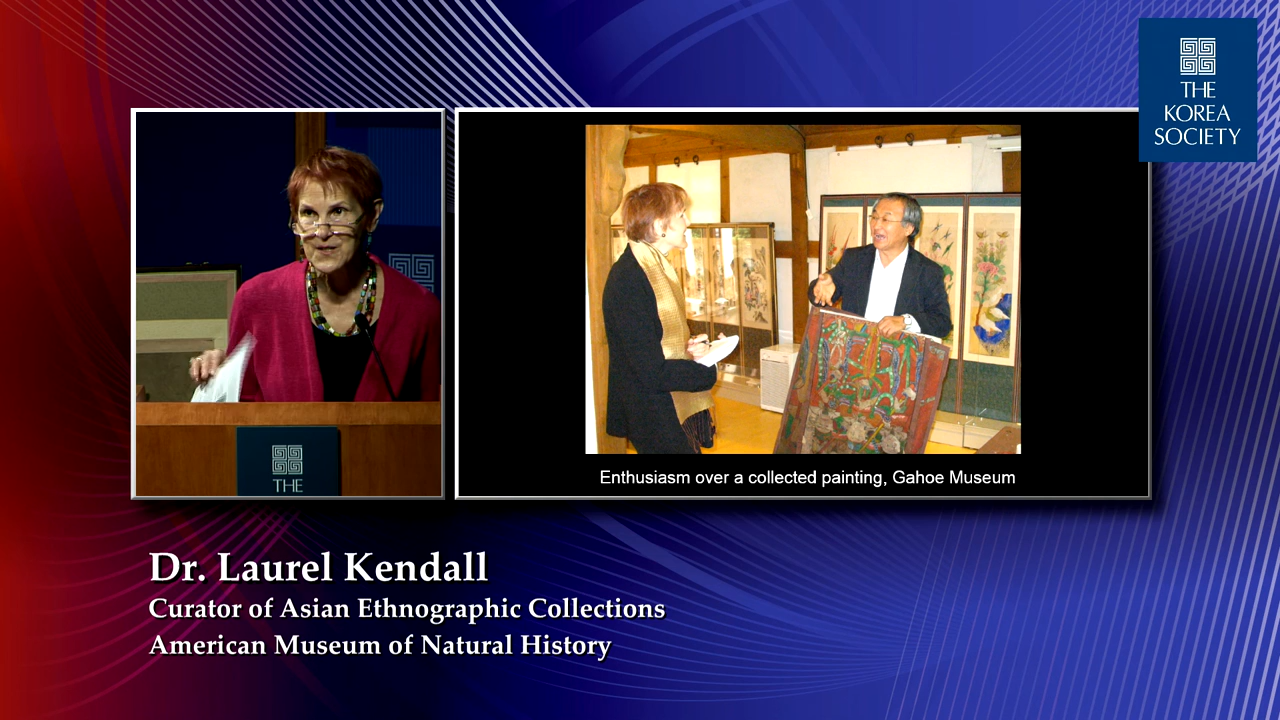 THE
KOREA
SOCIETY
THE
Enthusiasm over a collected painting, Gahoe Museum
Dr. Laurel Kendall
Curator of Asian Ethnographic Collections
American Museum of Natural History